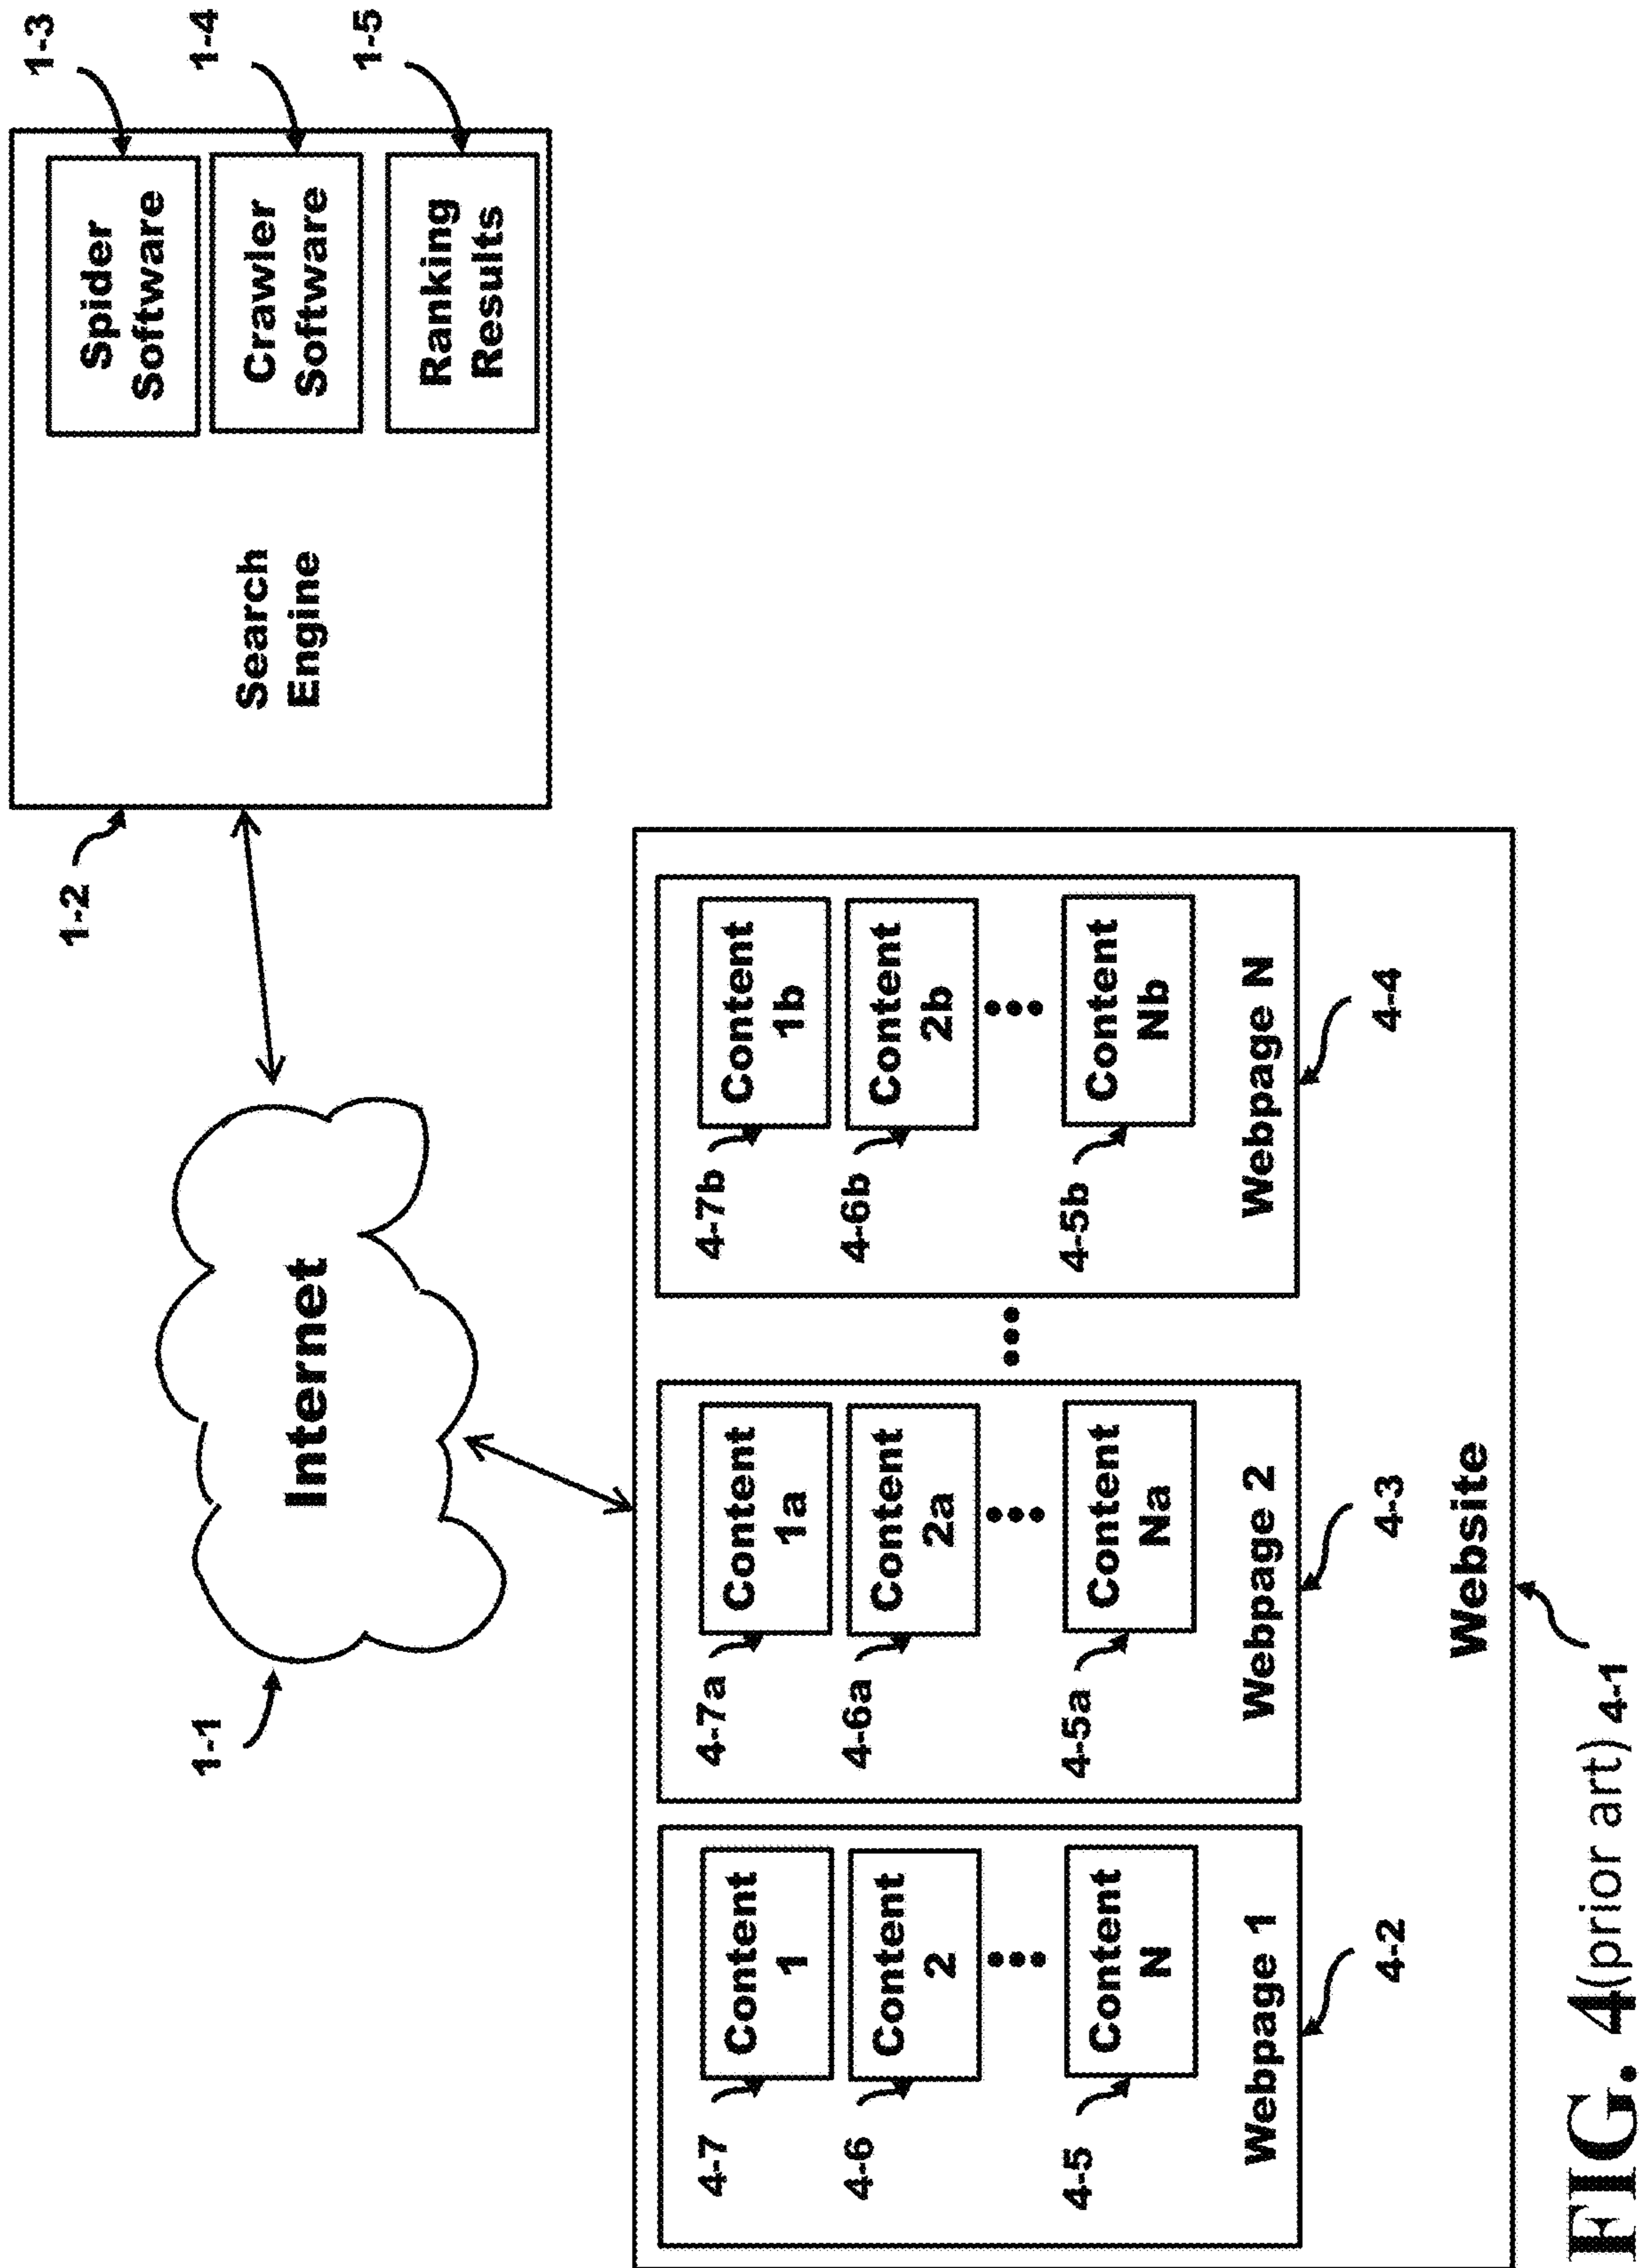 1-1
Internet
1-2
Search
Engine
Spider
Software
1-3
Crawler
Software
1-4
Ranking
Results
1-5
4-7
Content
1
4-6
Content
2
4-5
Content
N
Webpage 1
4-2
4-7a
Content
1a
4-6a
Content
2a
4-5a
Content
Na
Webpage 2
4-3
4-7b
Content
1b
4-6b
Content
2b
4-5b
Content
Nb
Webpage N
4-4
Website
FIG. 4(prior art) 4-1